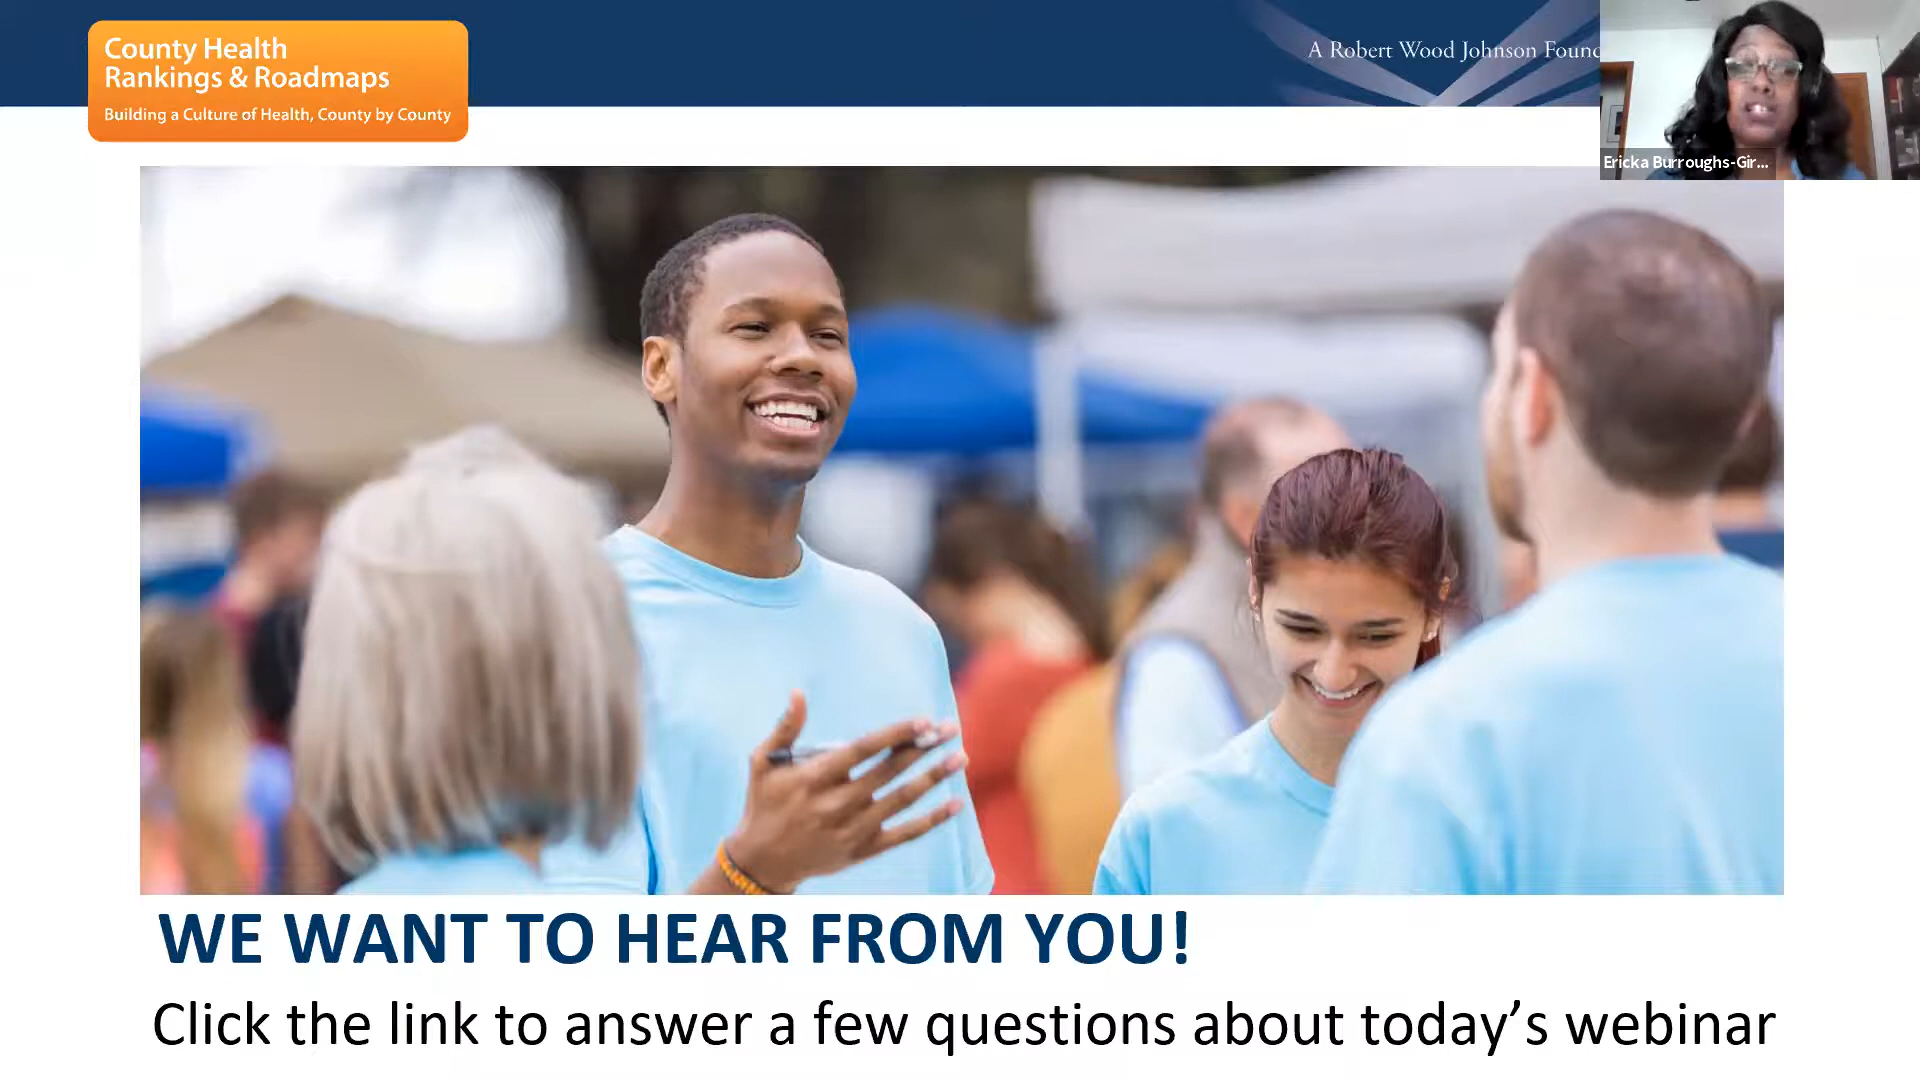 County Health
Rankings & Roadmaps
Building a Culture of Health, County by County
A Robert Wood Johnson Founc
Ericka Burroughs-Gir...
WE WANT TO HEAR FROM YOU!
Click the link to answer a few questions about today’s webinar